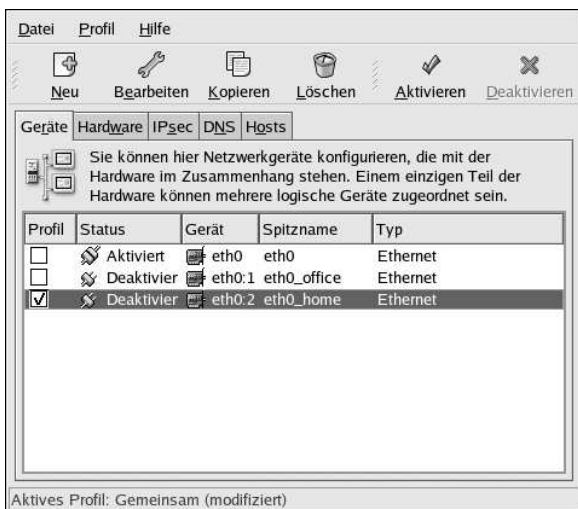 Datei Profil Hilfe
Neu Bearbeiten Kopieren Löschen Aktivieren Deaktivieren
Geräte Hardware IPsec DNS Hosts
Sie können hier Netzwerkgeräte konfigurieren, die mit der
Hardware im Zusammenhang stehen. Einem einzigen Teil der
Hardware können mehrere logische Geräte zugeordnet sein.
Profil Status Gerät Spitzname Typ
Aktiviert eth0 eth0 Ethernet
Deaktivier eth0:1 eth0_office Ethernet
Deaktivier eth0:2 eth0_home Ethernet
Aktives Profil: Gemeinsam (modifiziert)